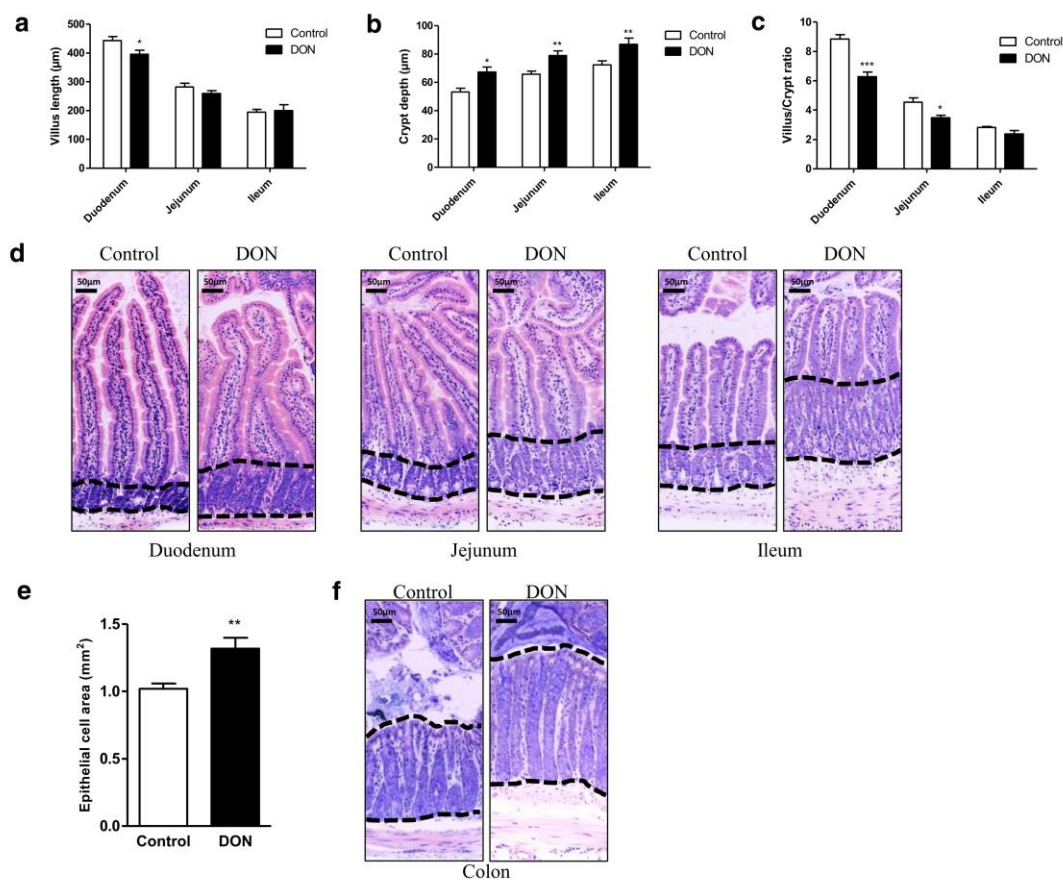 a
Villus length (µm)
500
400
300
200
100
0
*
Duodenum
Jejunum
Ileum
Control
DON
b
Crypt depth (µm)
100
80
60
40
20
0
*
**
**
Duodenum
Jejunum
Ileum
Control
DON
c
Villus/Crypt ratio
10
8
6
4
2
0
***
*
Duodenum
Jejunum
Ileum
Control
DON
d
Control DON
50µm 50µm
Duodenum
Control DON
50µm 50µm
Jejunum
Control DON
50µm 50µm
Ileum
e
Epithelial cell area (mm²)
1.5
1.0
0.5
0.0
**
Control DON
f
Control DON
50µm 50µm
Colon